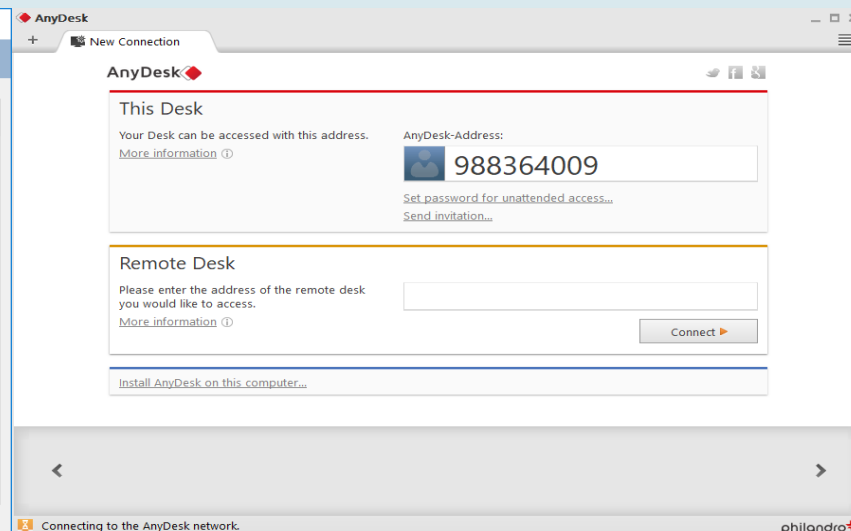 AnyDesk
+ New Connection
AnyDesk
This Desk
Your Desk can be accessed with this address.
More information
AnyDesk-Address:
988364009
Set password for unattended access...
Send invitation...
Remote Desk
Please enter the address of the remote desk
you would like to access.
More information
Connect
Install AnyDesk on this computer...
Connecting to the AnyDesk network.
philandro